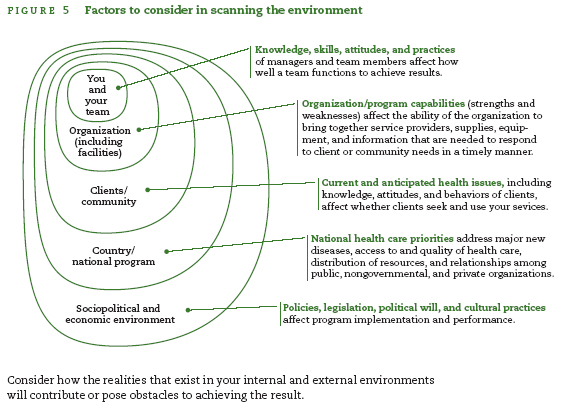 FIGURE 5 Factors to consider in scanning the environment
You
and
your
team
Knowledge, skills, attitudes, and practices
of managers and team members affect how
well a team functions to achieve results.
Organization
(including
facilities)
Organization/program capabilities (strengths and
weaknesses) affect the ability of the organization to
bring together service providers, supplies, equip-
ment, and information that are needed to respond
to client or community needs in a timely manner.
Clients/
community
Current and anticipated health issues, including
knowledge, attitudes, and behaviors of clients,
affect whether clients seek and use your sevices.
Country/
national program
National health care priorities address major new
diseases, access to and quality of health care,
distribution of resources, and relationships among
public, nongovernmental, and private organizations.
Sociopolitical and
economic environment
Policies, legislation, political will, and cultural practices
affect program implementation and performance.
Consider how the realities that exist in your internal and external environments
will contribute or pose obstacles to achieving the result.